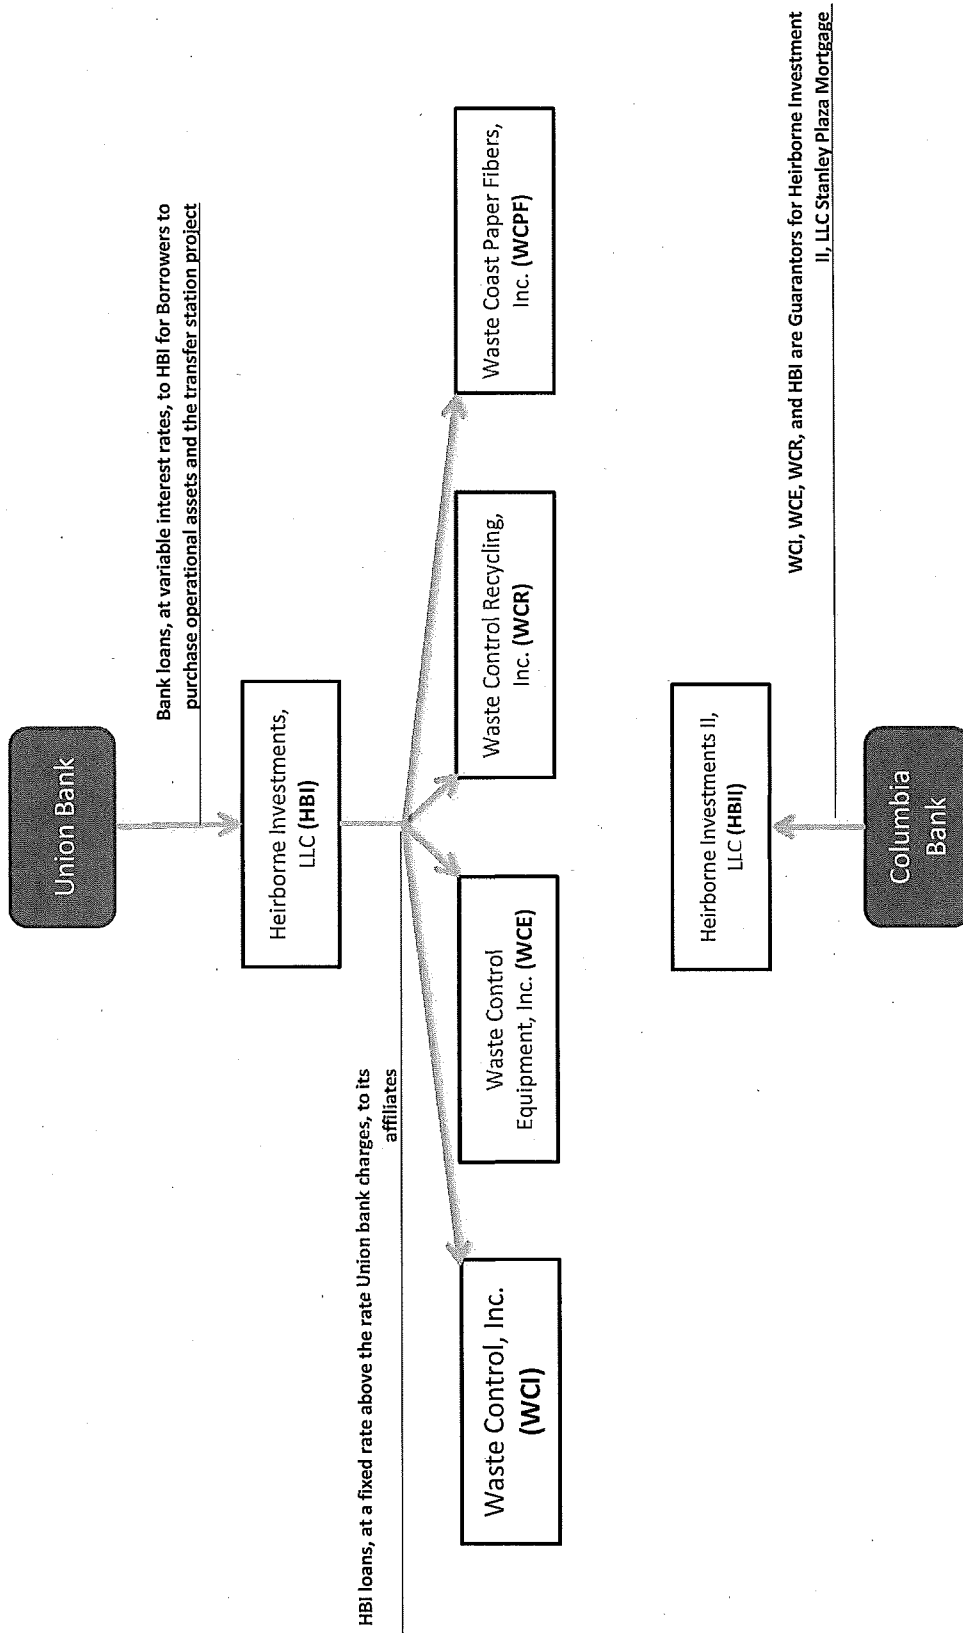 Union Bank
Bank loans, at variable interest rates, to HBI for Borrowers to
purchase operational assets and the transfer station project
Heirborne Investments,
LLC (HBI)
HBI loans, at a fixed rate above the rate Union bank charges, to its
affiliates
Waste Control, Inc.
(WCI)
Waste Control
Equipment, Inc. (WCE)
Waste Control Recycling,
Inc. (WCR)
Waste Coast Paper Fibers,
Inc. (WCPF)
Heirborne Investments II,
LLC (HBII)
WCI, WCE, WCR, and HBI are Guarantors for Heirborne Investment
II, LLC Stanley Plaza Mortgage
Columbia
Bank